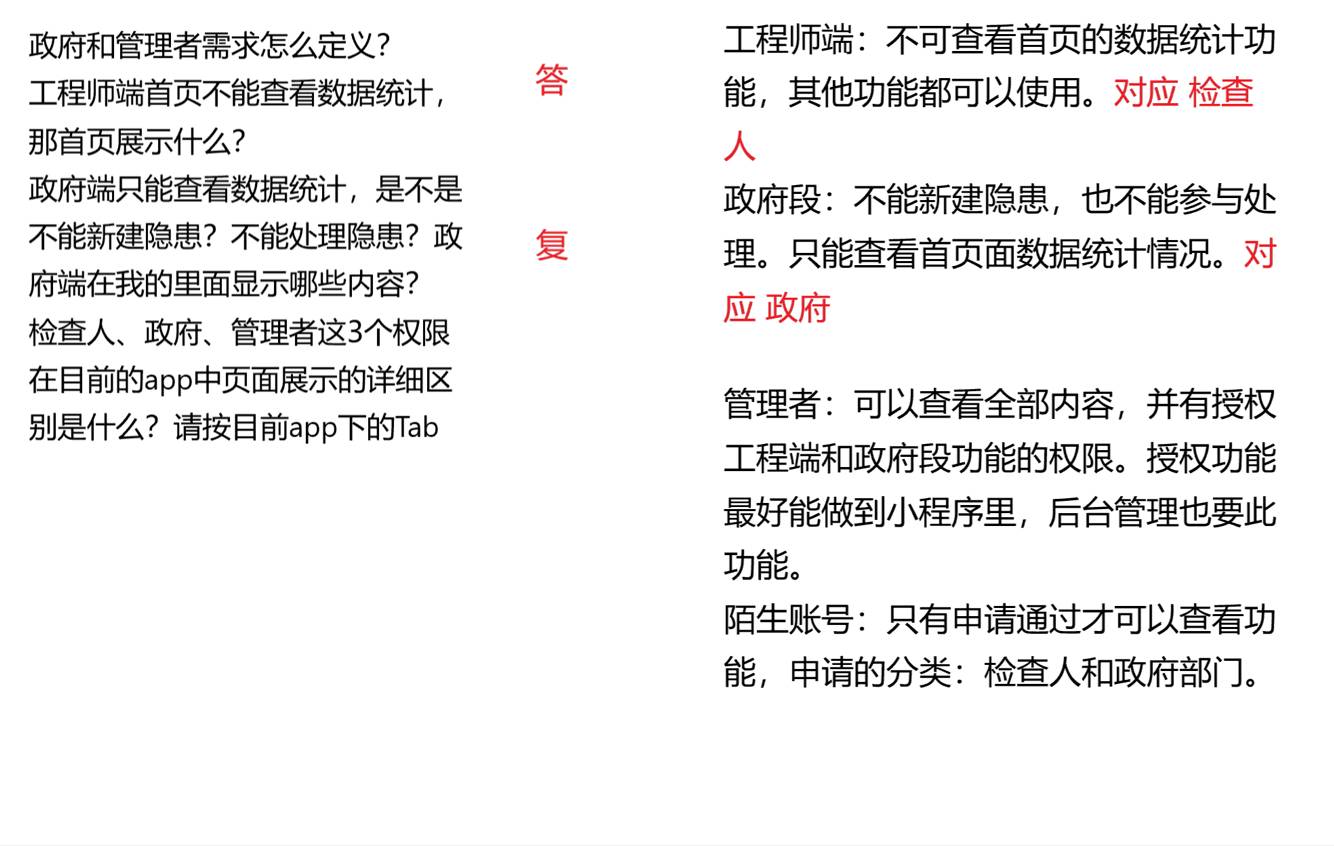 政府和管理者需求怎么定义？
工程师端首页不能查看数据统计，
那首页展示什么？
政府端只能查看数据统计，是不是
不能新建隐患？不能处理隐患？政
府端在我的里面显示哪些内容？
检查人、政府、管理者这3个权限
在目前的app中页面展示的详细区
别是什么？请按目前app下的Tab
答
复
工程师端：不可查看首页的数据统计功
能，其他功能都可以使用。对应 检查
人
政府段：不能新建隐患，也不能参与处
理。只能查看首页面数据统计情况。对
应 政府
管理者：可以查看全部内容，并有授权
工程端和政府段功能的权限。授权功能
最好能做到小程序里，后台管理也要此
功能。
陌生账号：只有申请通过才可以查看功
能，申请的分类：检查人和政府部门。